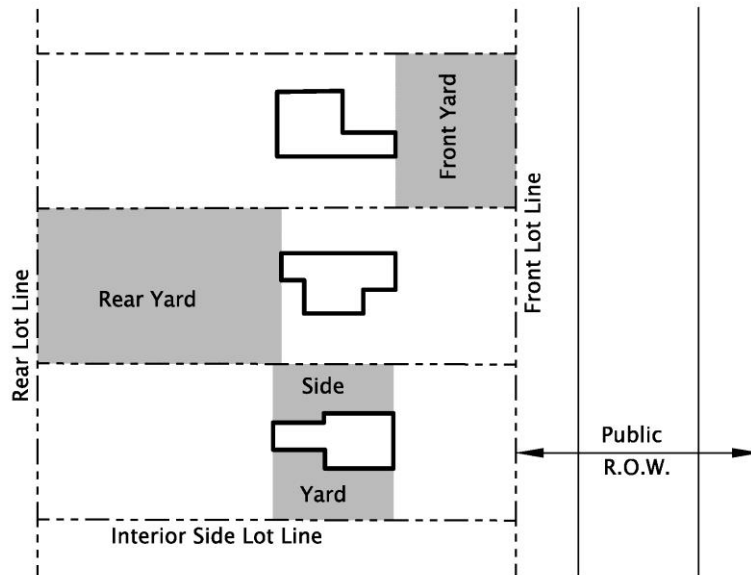 Front Yard
Front Lot Line
Rear Yard
Rear Lot Line
Side
Yard
Public
R.O.W.
Interior Side Lot Line